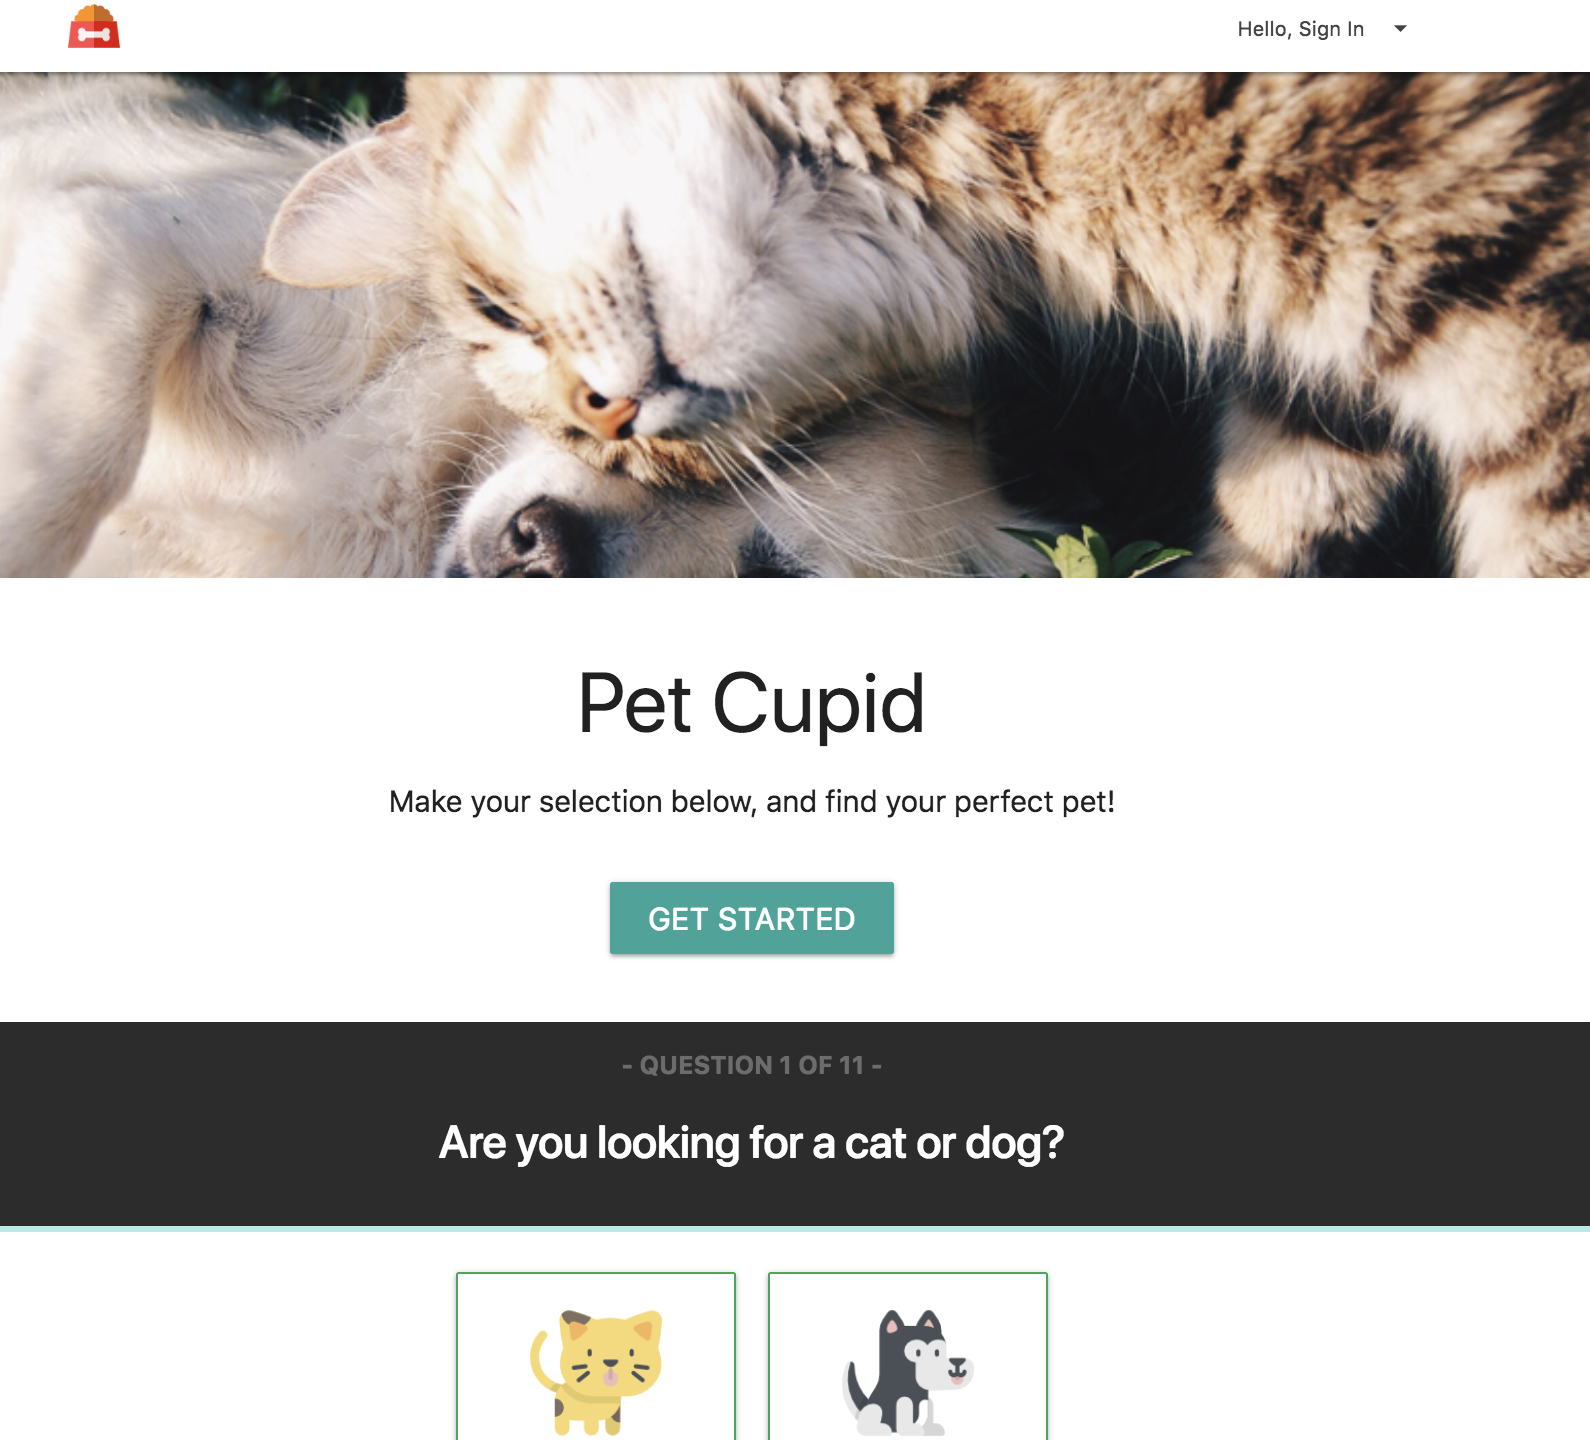 Hello, Sign In
Pet Cupid
Make your selection below, and find your perfect pet!
GET STARTED
- QUESTION 1 OF 11 -
Are you looking for a cat or dog?